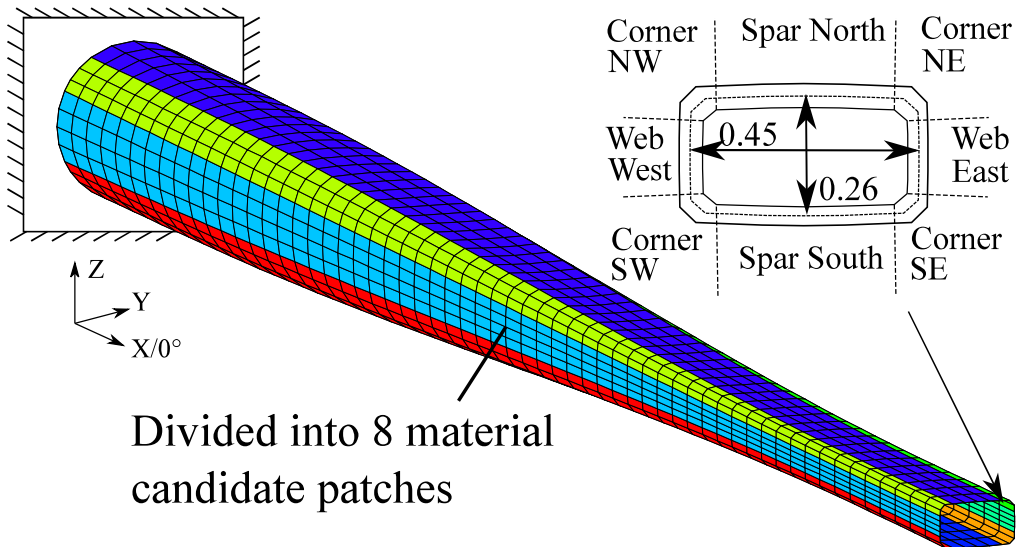 Corner
NW
Spar North
Corner
NE
Web
West
0.45
0.26
Web
East
Corner
SW
Spar South
Corner
SE
Z
Y
X/0°
Divided into 8 material
candidate patches